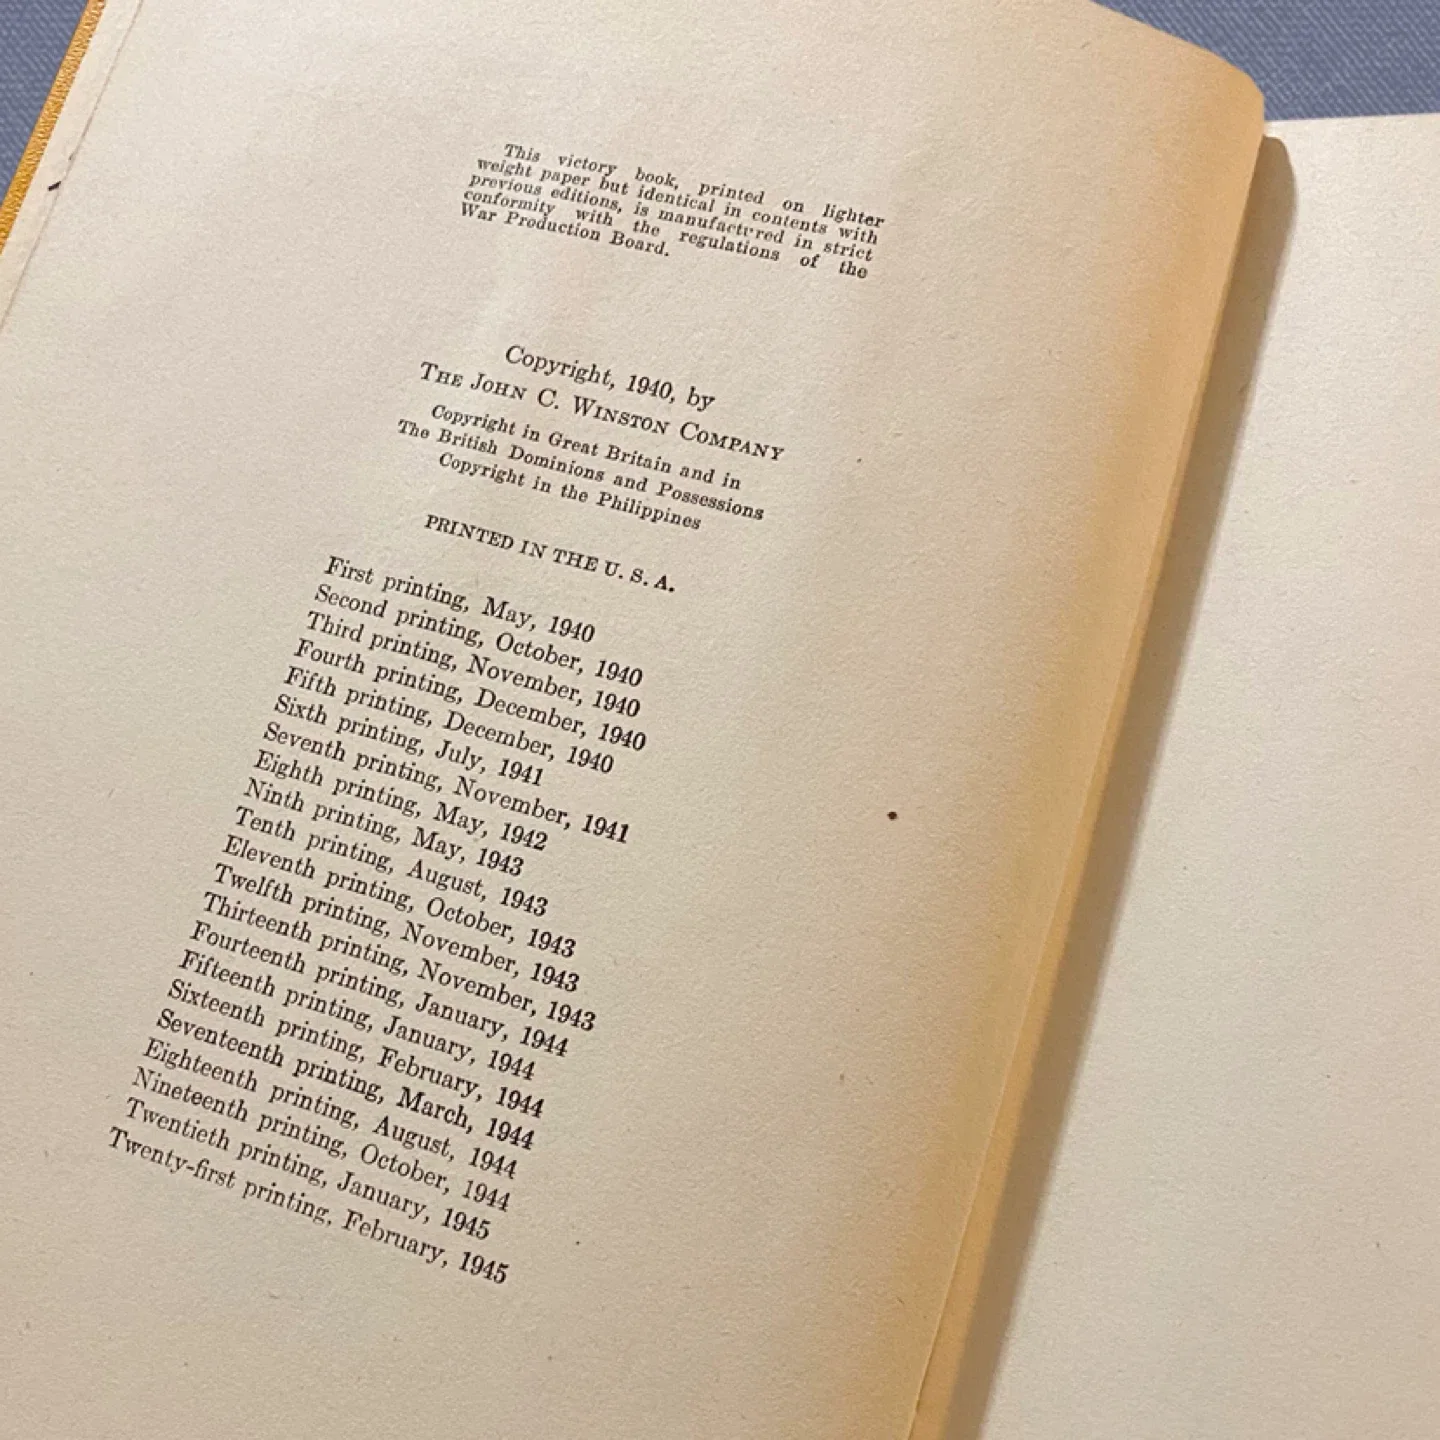 This victory book, printed on lighter
weight paper but identical in contents with
previous editions, is manufactured in strict
conformity with the regulations of the
War Production Board.
Copyright, 1940, by
THE JOHN C. WINSTON COMPANY
Copyright in Great Britain and in
The British Dominions and Possessions
Copyright in the Philippines
PRINTED IN THE U. S. A.
First printing, May, 1940
Second printing, October, 1940
Third printing, November, 1940
Fourth printing, December, 1940
Fifth printing, December, 1940
Sixth printing, July, 1941
Seventh printing, November, 1941
Eighth printing, May, 1942
Ninth printing, May, 1943
Tenth printing, August, 1943
Eleventh printing, October, 1943
Twelfth printing, November, 1943
Thirteenth printing, November, 1943
Fourteenth printing, January, 1944
Fifteenth printing, January, 1944
Sixteenth printing, February, 1944
Seventeenth printing, March, 1944
Eighteenth printing, August, 1944
Nineteenth printing, October, 1944
Twentieth printing, January, 1945
Twenty-first printing, February, 1945